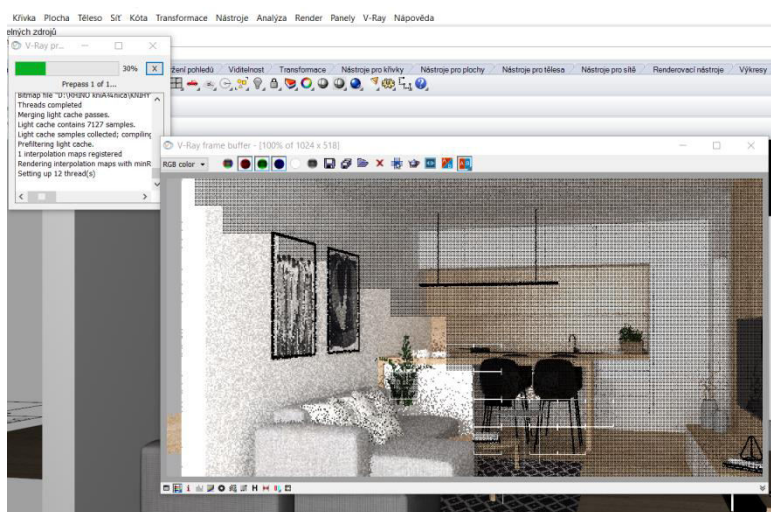 Křivka Plocha Těleso Síť Kóta Transformace Nástroje Analýza Render Panely V-Ray Nápověda
elných zdrojů
V-Ray pr...
30% X
Prepass 1 of 1...
ržení pohledů Viditelnost Transformace Nástroje pro křivky Nástroje pro plochy Nástroje pro tělesa Nástroje pro sítě Renderovací nástroje Výkresy
Bitmap file "D:\
Threads completed
Merging light cache passes.
Light cache contains 7127 samples.
Light cache samples collected; compiling
Prefiltering light cache.
1 interpolation maps registered
Rendering interpolation maps with minR
Setting up 12 thread(s)
V-Ray frame buffer - [100% of 1024 x 518]
RGB color